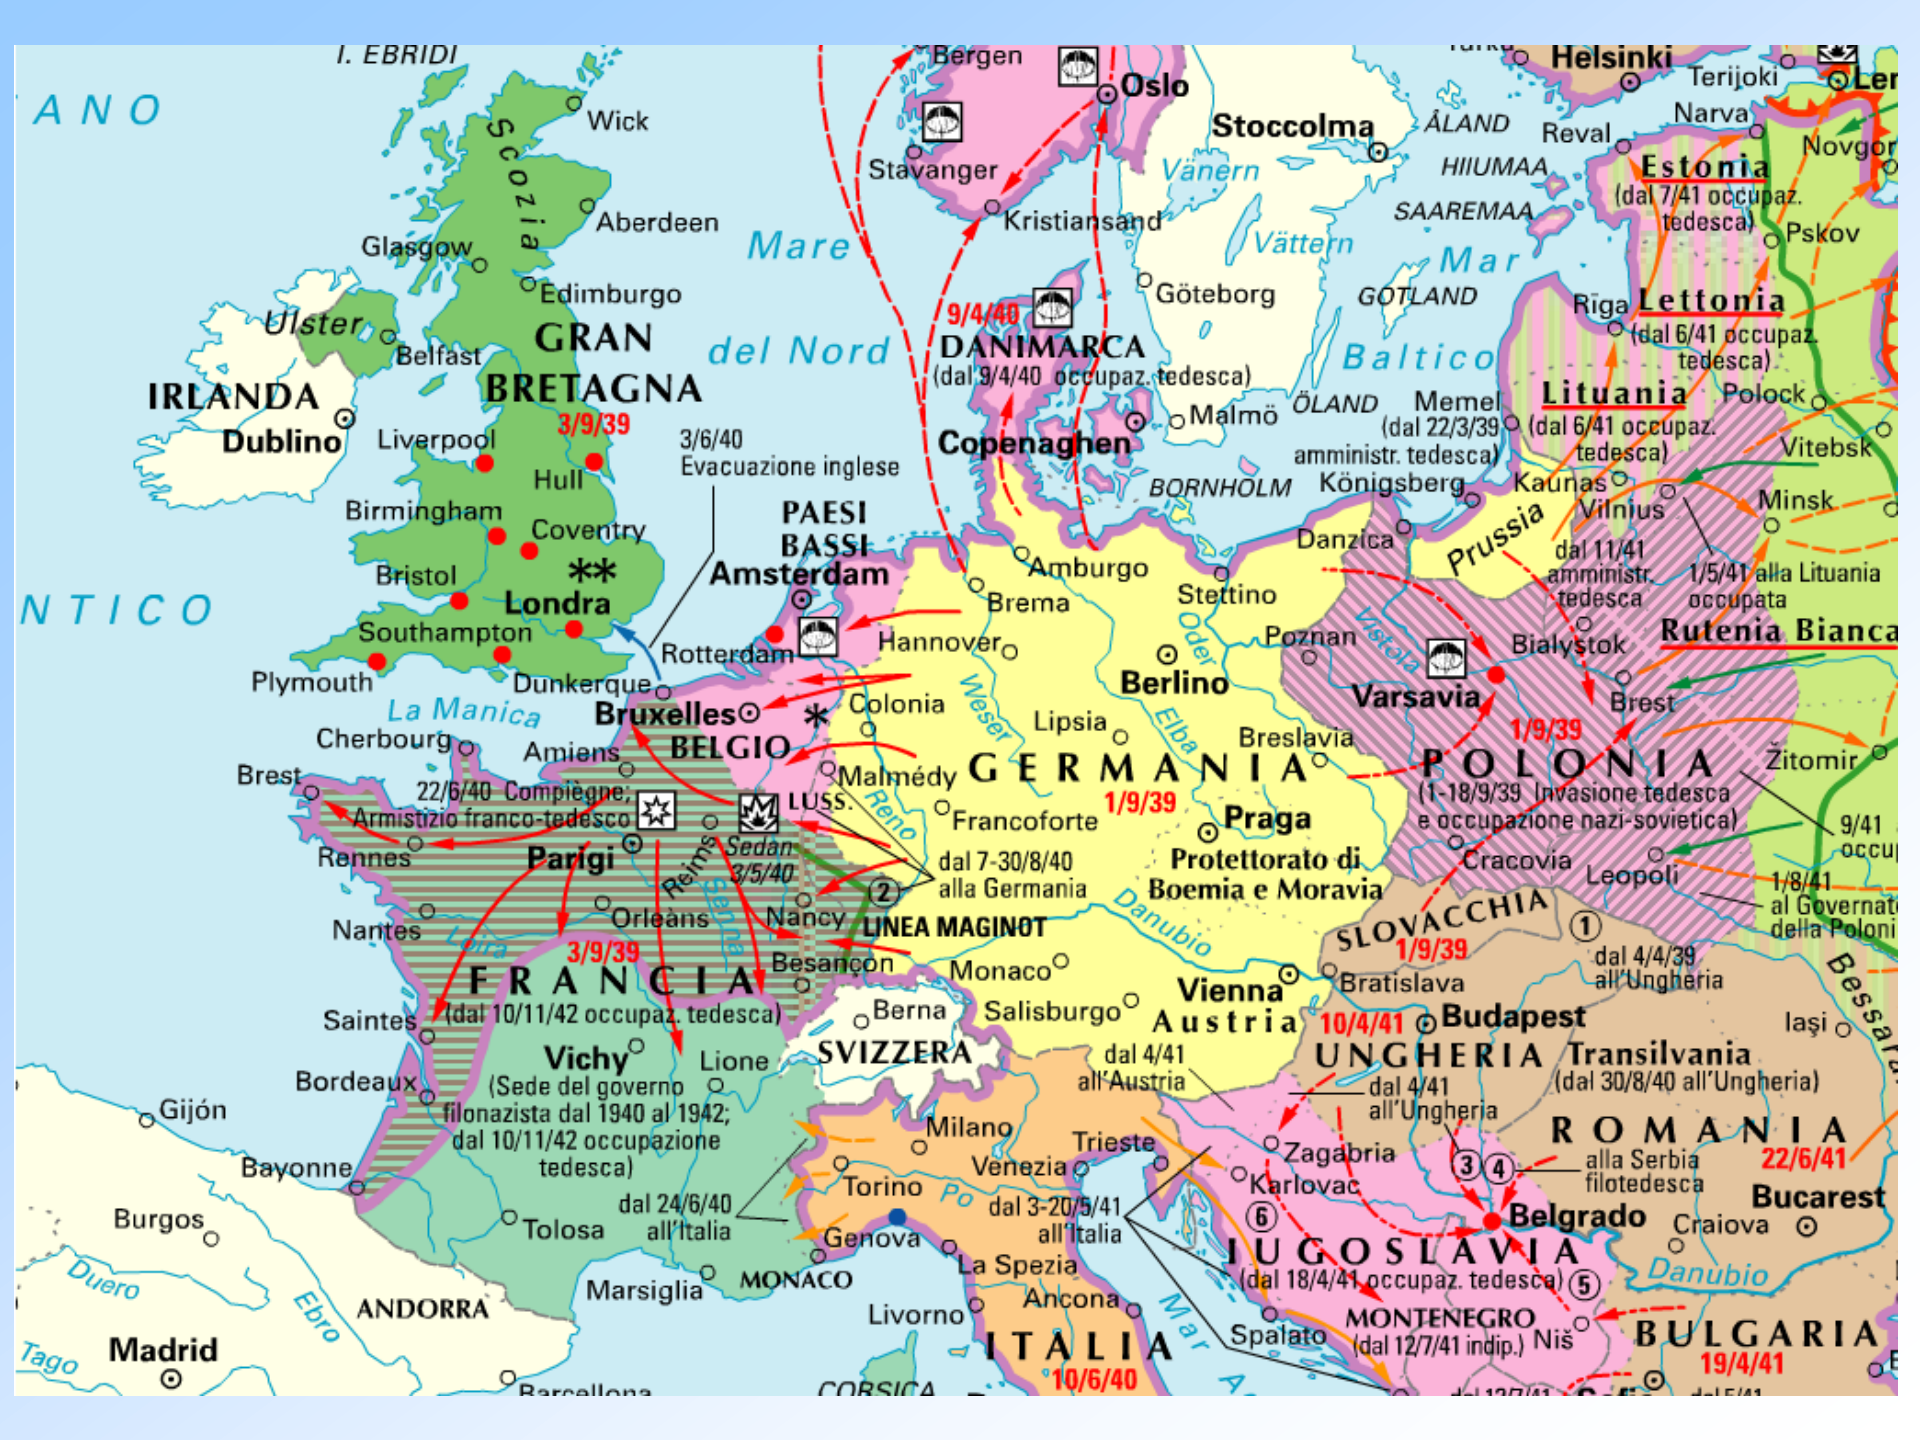 I. EBRIDI
ANO
NTICO
Wick
Scozia
Aberdeen
Glasgow
Edimburgo
Ulster
Belfast
GRAN
BRETAGNA
3/9/39
IRLANDA
Dublino
Liverpool
Hull
Birmingham
Coventry
**
Bristol
Londra
Southampton
Plymouth
3/6/40
Evacuazione inglese
La Manica
Mare
del Nord
Bergen
Oslo
Stavanger
Kristiansand
Stoccolma
Vänern
Vättern
Göteborg
Malmö
9/4/40
DANIMARCA
(dal 9/4/40 occupaz. tedesca)
Copenaghen
ÅLAND
HIIUMAA
SAAREMAA
GOTLAND
ÖLAND
BORNHOLM
Mar
Baltico
Helsinki
Terijoki
Narva
Reval
Novgor
Estonia
(dal 7/41 occupaz.
tedesca)
Pskov
Rīga
Lettonia
(dal 6/41 occupaz.
tedesca)
Lituania
(dal 6/41 occupaz.
tedesca)
Polock
Vitebsk
Memel
(dal 22/3/39
amministr. tedesca)
Königsberg
Kaunas
Vilnius
Minsk
Prussia
Danzica
dal 11/41
amministr.
tedesca
1/5/41 alla Lituania
occupata
Rutenia Bianca
Bialystok
Brest
PAESI
BASSI
Amsterdam
Rotterdam
Dunkerque
Bruxelles
BELGIO
*
Malmédy
LUSS.
Amburgo
Brema
Hannover
Stettino
Berlino
Colonia
Lipsia
Breslavia
Weser
Elba
Oder
Reno
GERMANIA
1/9/39
Francoforte
Praga
Protettorato di
Boemia e Moravia
dal 7-30/8/40
alla Germania
Danubio
Monaco
Salisburgo
Vienna
Austria
Poznan
Vistola
Varsavia
1/9/39
POLONIA
(1-18/9/39 Invasione tedesca
e occupazione nazi-sovietica)
Cracovia
Leopoli
Žitomir
9/41
1/8/41
al Governat
della Poloni
SLOVACCHIA
1/9/39
1
dal 4/4/39
all'Ungheria
Bratislava
Cherbourg
Amiens
Brest
22/6/40 Compiègne;
Armistizio franco-tedesco
Rennes
Parigi
Reims
Sedan
3/5/40
Senna
Orleàns
Nancy
2
LINEA MAGINOT
Nantes
Loira
3/9/39
FRANCIA
(dal 10/11/42 occupaz. tedesca)
Besançon
Saintes
Vichy
(Sede del governo
filonazista dal 1940 al 1942;
dal 10/11/42 occupazione
tedesca)
Lione
Bordeaux
Bayonne
Tolosa
Marsiglia
MONACO
dal 24/6/40
all'Italia
Berna
SVIZZERA
Milano
Torino
Po
Venezia
Trieste
Genova
La Spezia
Livorno
Ancona
ITALIA
10/6/40
CORSICA
Mar
dal 4/41
all'Austria
dal 3-20/5/41
all'Italia
10/4/41
Budapest
UNGHERIA
dal 4/41
all'Ungheria
Transilvania
(dal 30/8/40 all'Ungheria)
Iaşi
ROMANIA
22/6/41
Bucarest
Craiova
Danubio
Zagabria
Karlovac
3
4
alla Serbia
filotedesca
Belgrado
6
IUGOSLAVIA
(dal 18/4/41 occupaz. tedesca)
5
MONTENEGRO
(dal 12/7/41 indip.)
Niš
Spalato
BULGARIA
19/4/41
Gijón
Burgos
Duero
Ebro
ANDORRA
Madrid
Tago
Barcellona